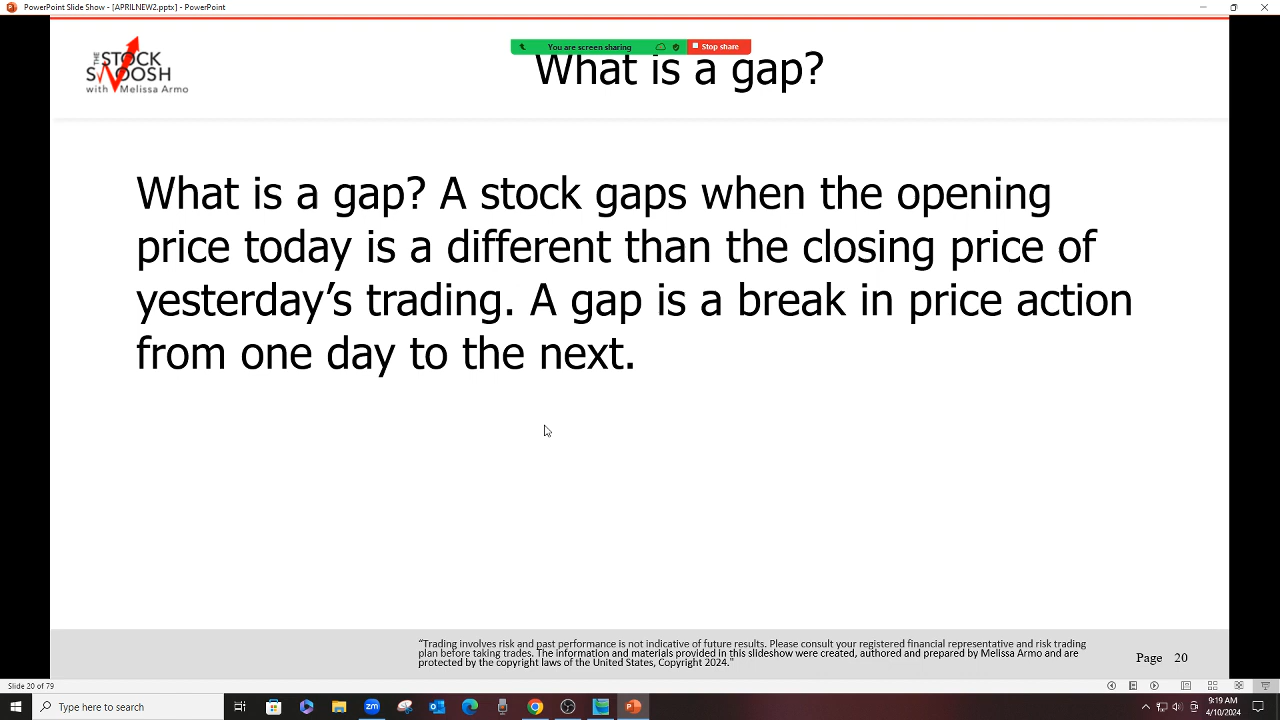 PowerPoint Slide Show - [APRILNEW2.pptx] - PowerPoint
You are screen sharing
Stop share
THE STOCK
SWOOSH
with Melissa Armo
What is a gap?
What is a gap? A stock gaps when the opening
price today is a different than the closing price of
yesterday’s trading. A gap is a break in price action
from one day to the next.
“Trading involves risk and past performance is not indicative of future results. Please consult your registered financial representative and risk trading
plan before taking trades. The information and materials provided in this slideshow were created, authored and prepared by Melissa Armo and are
protected by the copyright laws of the United States, Copyright 2024.”
Page 20
Slide 20 of 79
Type here to search
9:19 AM
4/10/2024